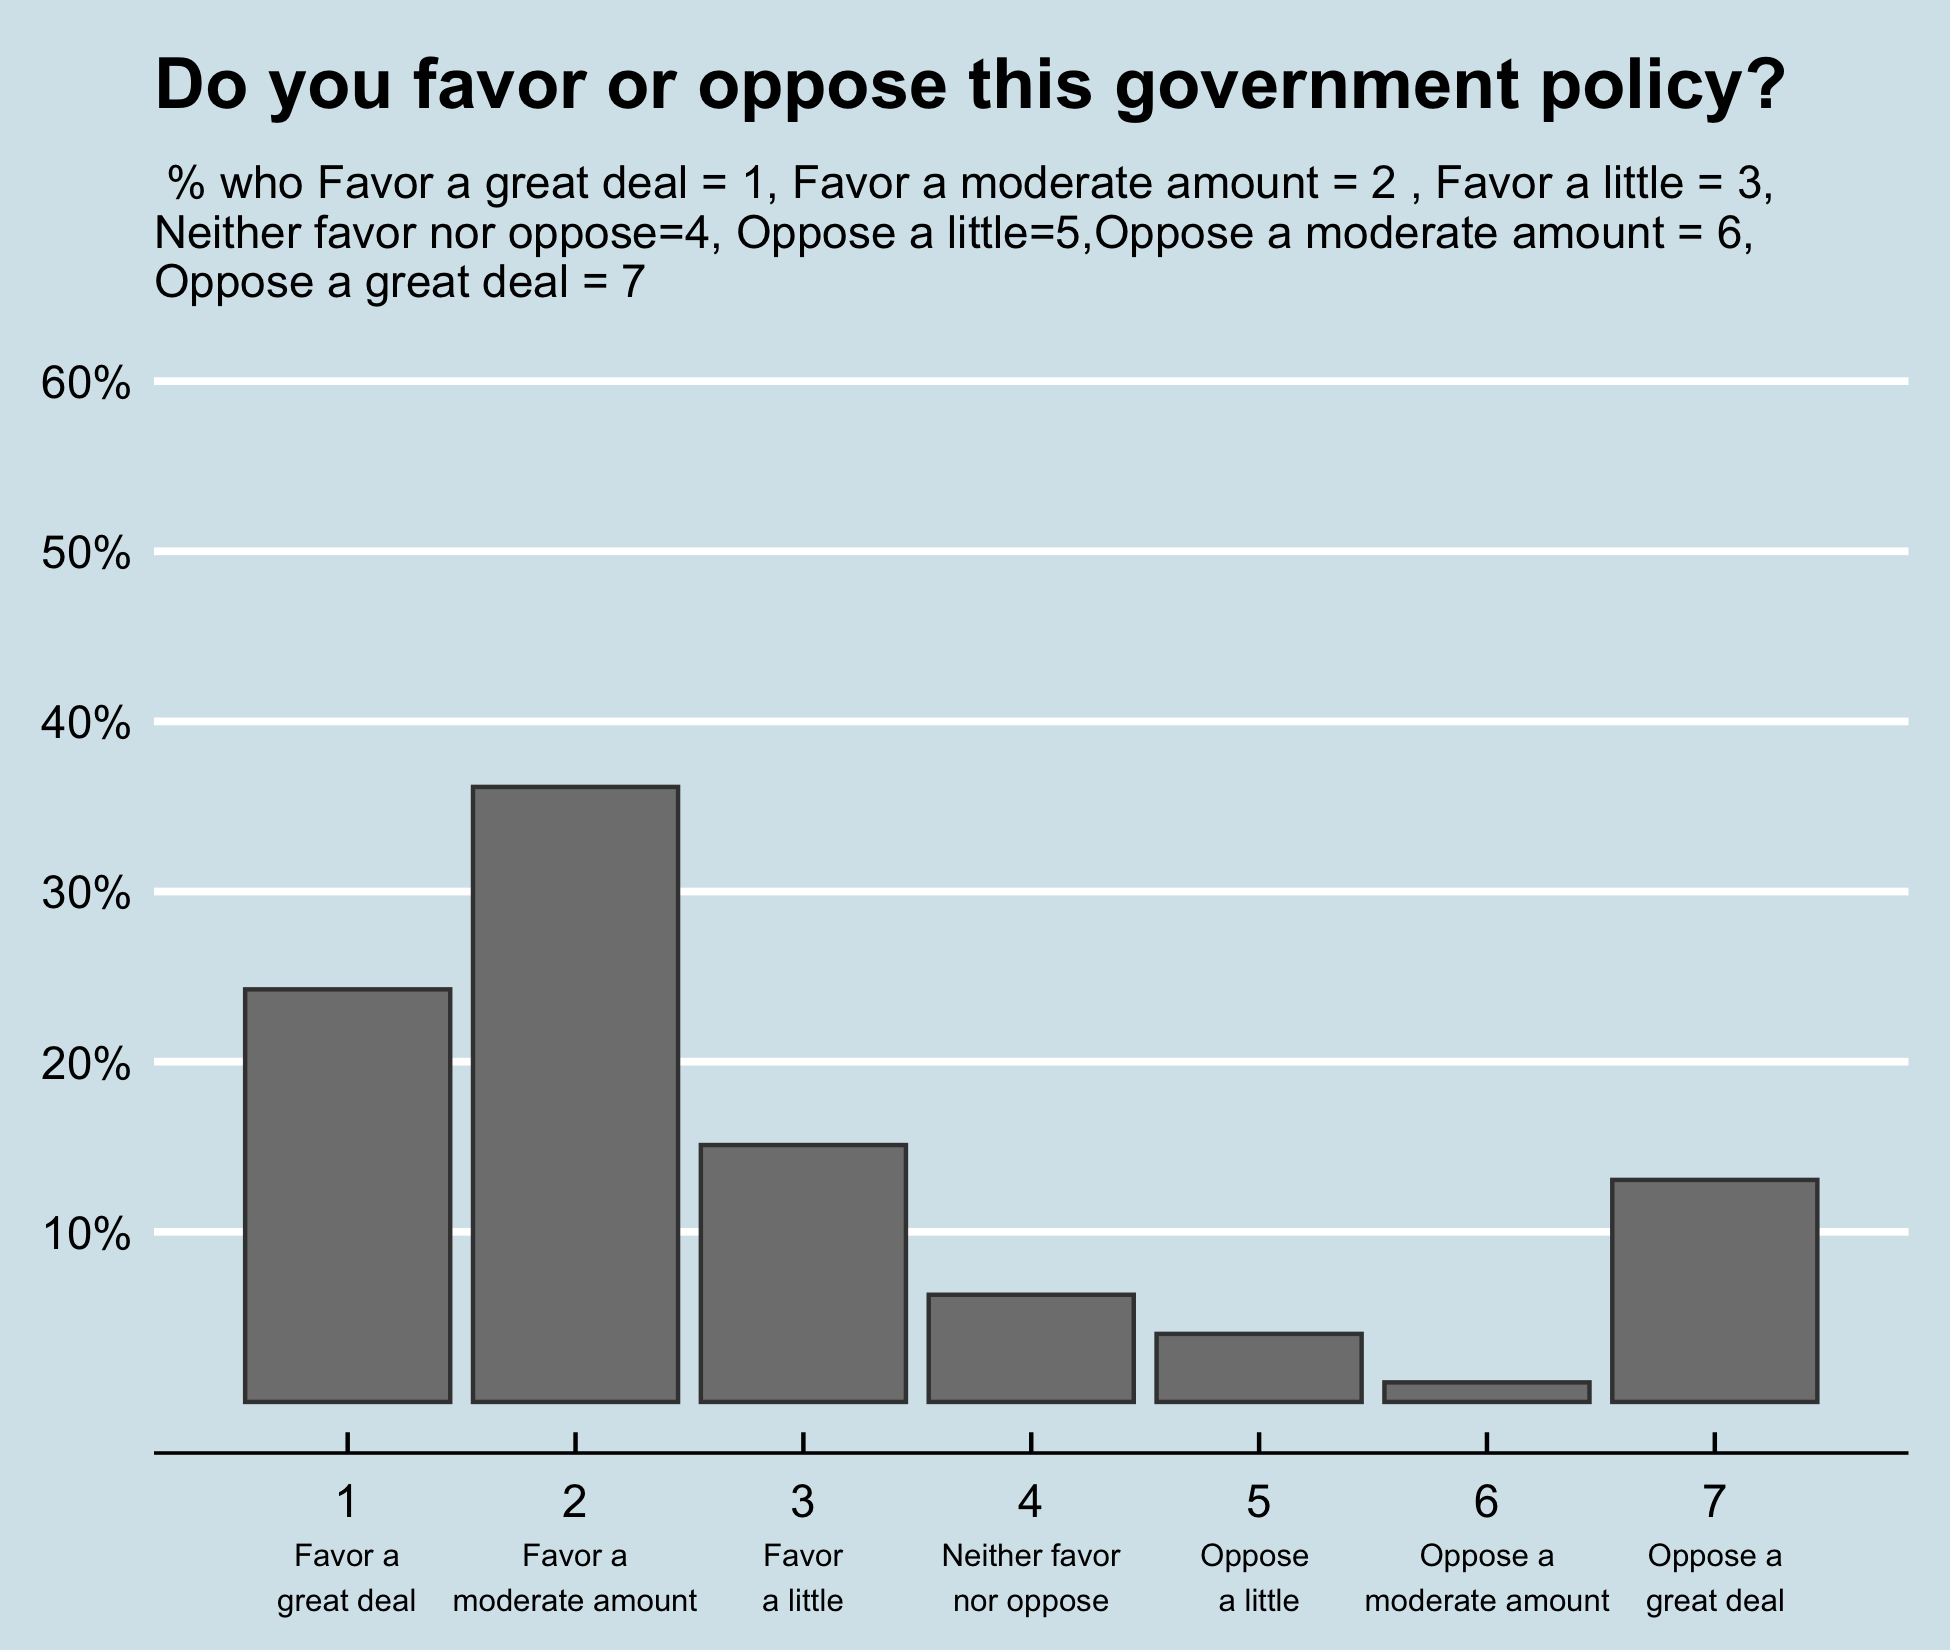 Do you favor or oppose this government policy?
% who Favor a great deal = 1, Favor a moderate amount = 2 , Favor a little = 3,
Neither favor nor oppose=4, Oppose a little=5,Oppose a moderate amount = 6,
Oppose a great deal = 7
60%
50%
40%
30%
20%
10%
1 2 3 4 5 6 7
Favor a Favor a Favor Neither favor Oppose Oppose a Oppose a
great deal moderate amount a little nor oppose a little moderate amount great deal